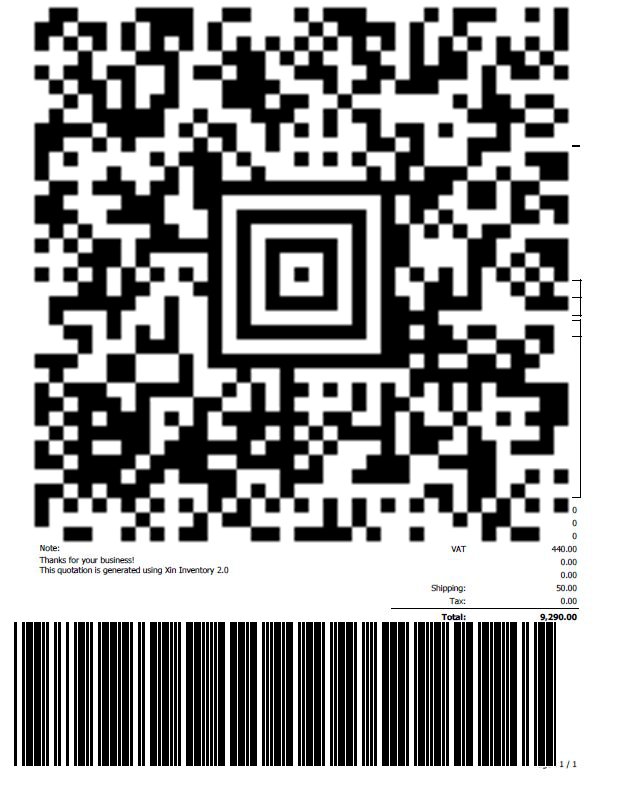 0
0
0
Note:
VAT 440.00
Thanks for your business!
0.00
This quotation is generated using Xin Inventory 2.0
0.00
Shipping: 50.00
Tax: 0.00
Total: 9,290.00
1 / 1